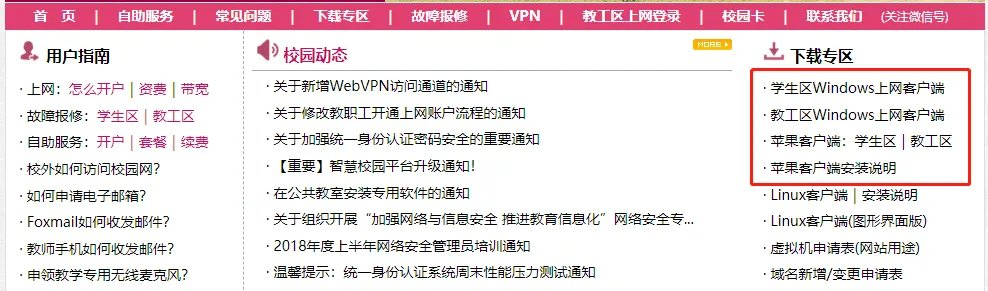 首 页 | 自助服务 | 常见问题 | 下载专区 | 故障报修 | VPN | 教工区上网登录 | 校园卡 | 联系我们 (关注微信号)
用户指南
· 上网：怎么开户 | 资费 | 带宽
· 故障报修：学生区 | 教工区
· 自助服务：开户 | 套餐 | 续费
· 校外如何访问校园网?
· 如何申请电子邮箱?
· Foxmail如何收发邮件?
· 教师手机如何收发邮件?
· 申领教学专用无线麦克风?
校园动态
MORE
· 关于新增WebVPN访问通道的通知
· 关于修改教职工开通上网账户流程的通知
· 关于加强统一身份认证密码安全的重要通知
· 【重要】智慧校园平台升级通知！
· 在公共教室安装专用软件的通知
· 关于组织开展“加强网络与信息安全 推进教育信息化”网络安全专...
· 2018年度上半年网络安全管理员培训通知
· 温馨提示：统一身份认证系统周末性能压力测试通知
下载专区
· 学生区Windows上网客户端
· 教工区Windows上网客户端
· 苹果客户端：学生区 | 教工区
· 苹果客户端安装说明
· Linux客户端 | 安装说明
· Linux客户端(图形界面版)
· 虚拟机申请表(网站用途)
· 域名新增/变更申请表